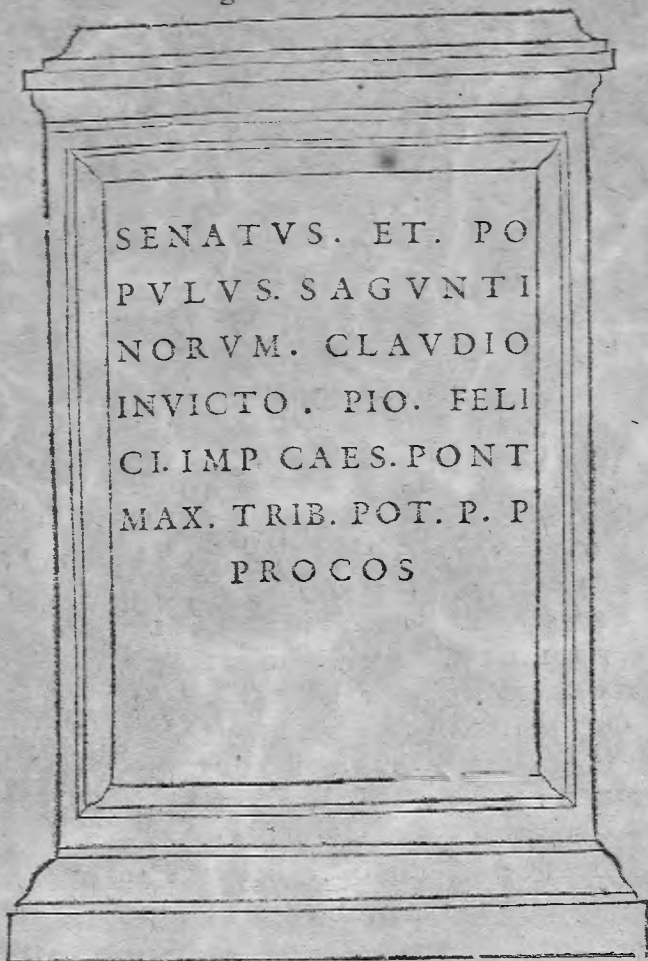 SENATVS. ET. PO
PVLVS. SAGVNTI
NORVM. CLAVDIO
INVICTO. PIO. FELI
CI. IMP CAES. PONT
MAX. TRIB. POT. P. P
PROCOS